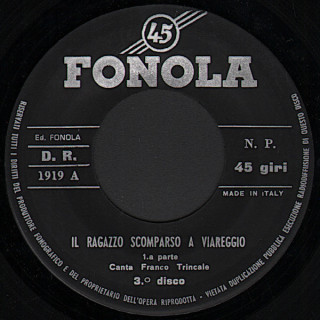 45
FONOLA
Ed. FONOLA
D. R.
1919 A
N. P.
45 giri
MADE IN ITALY
IL RAGAZZO SCOMPARSO A VIAREGGIO
1.a parte
Canta Franco Trincale
3.º disco
RISERVATI TUTTI I DIRITTI DEL PRODUTTORE FONOGRAFICO E DEL PROPRIETARIO DELL'OPERA RIPRODOTTA - VIETATA DUPLICAZIONE PUBBLICA ESECUZIONE RADIODIFFUSIONE DI QUESTO DISCO